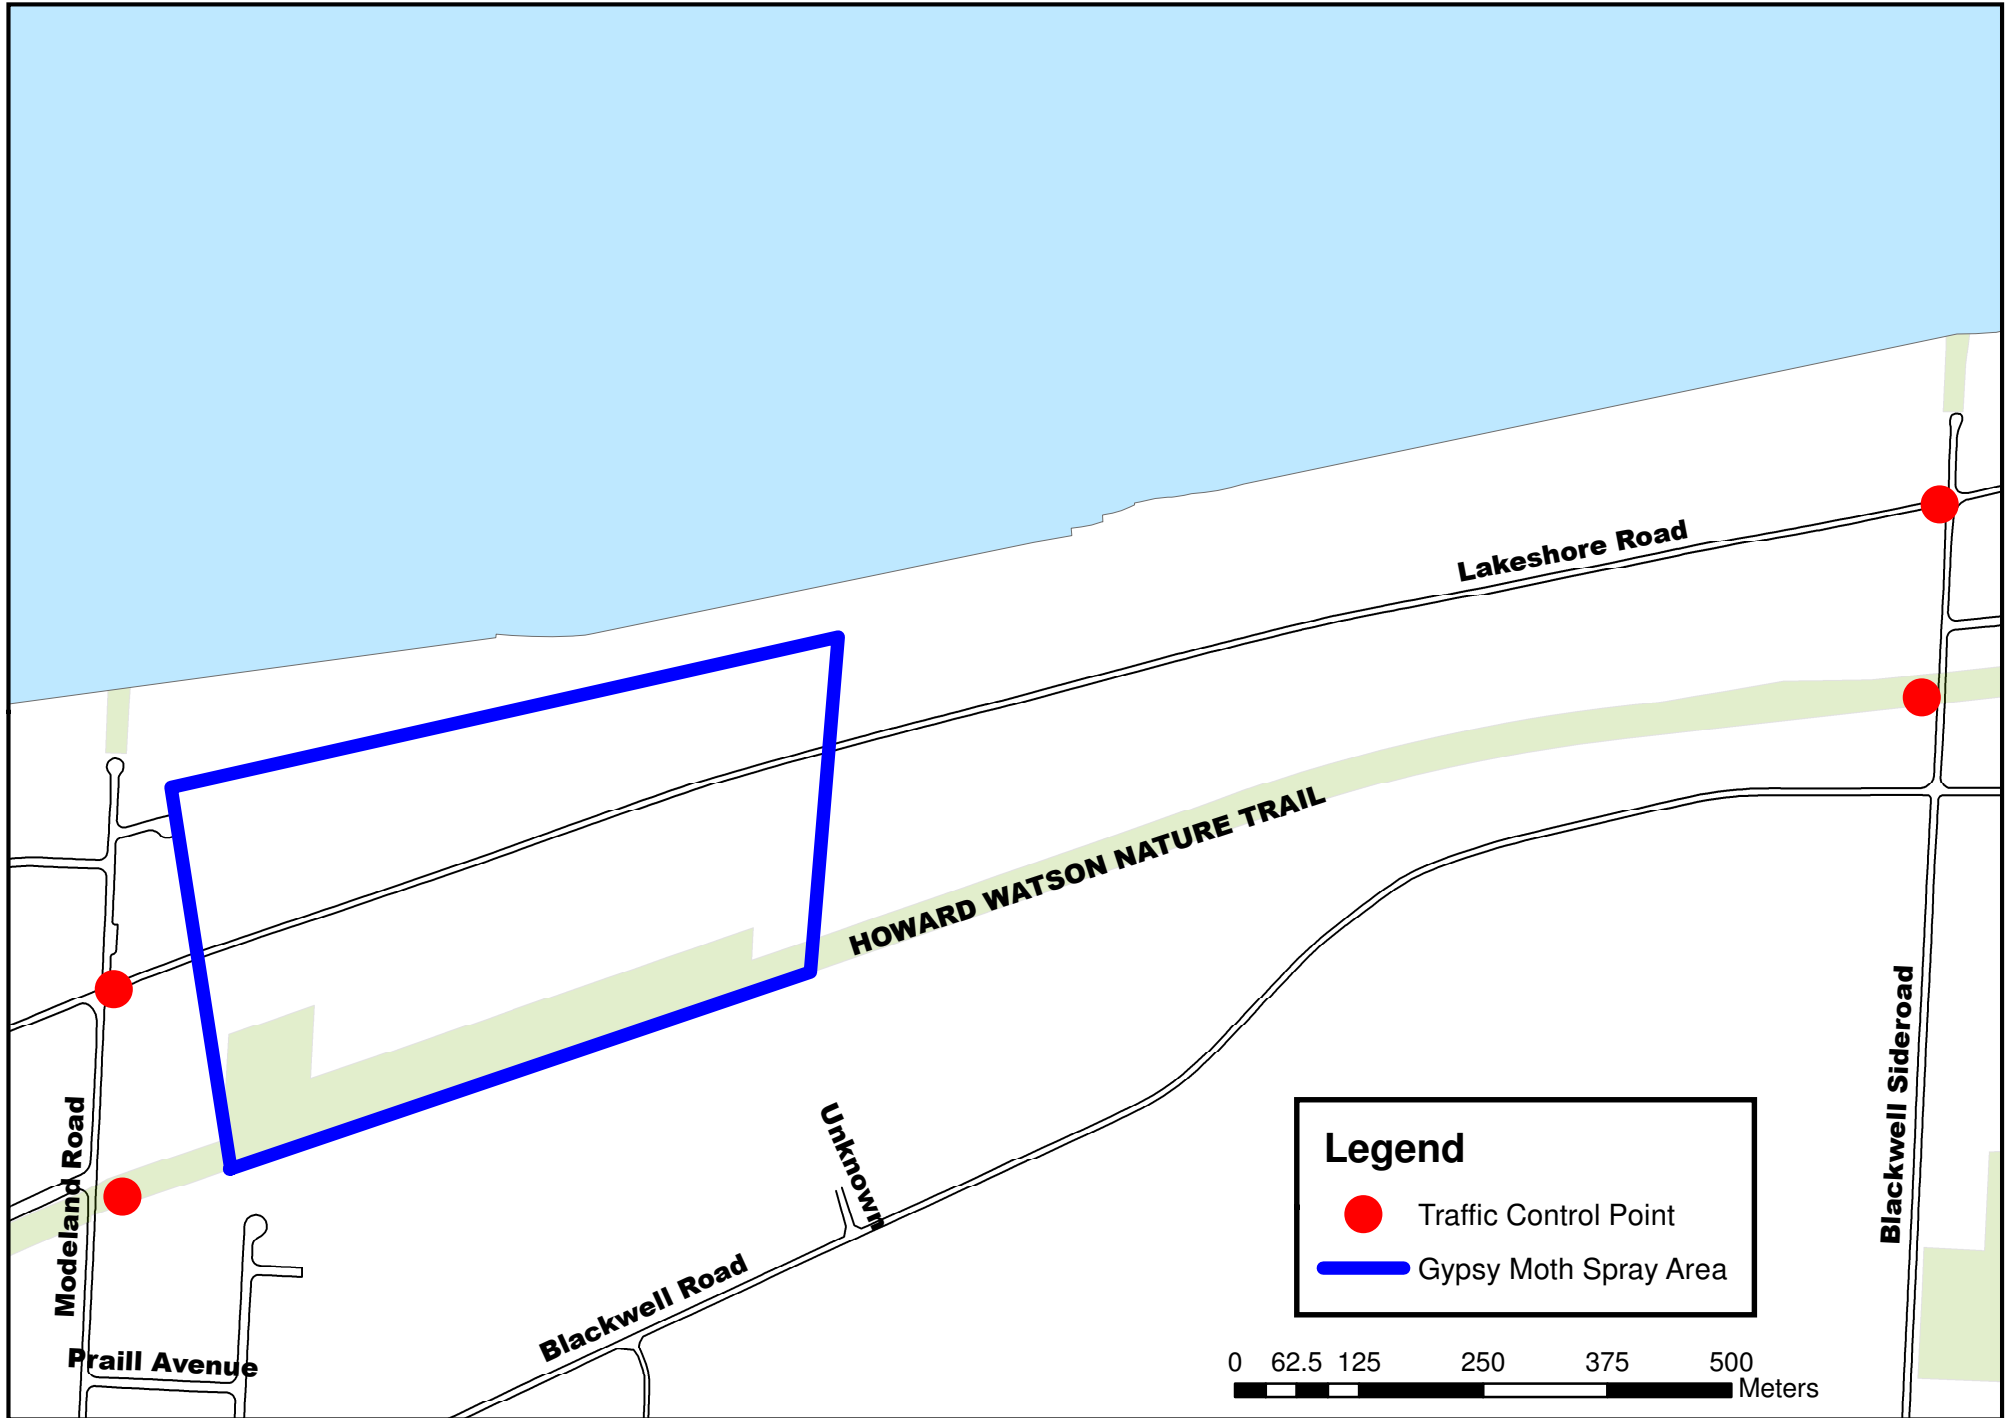 Lakeshore Road
HOWARD WATSON NATURE TRAIL
Blackwell Sideroad
Modeland Road
Unknown
Blackwell Road
Praill Avenue
Legend
Traffic Control Point
Gypsy Moth Spray Area
0 62.5 125 250 375 500
Meters